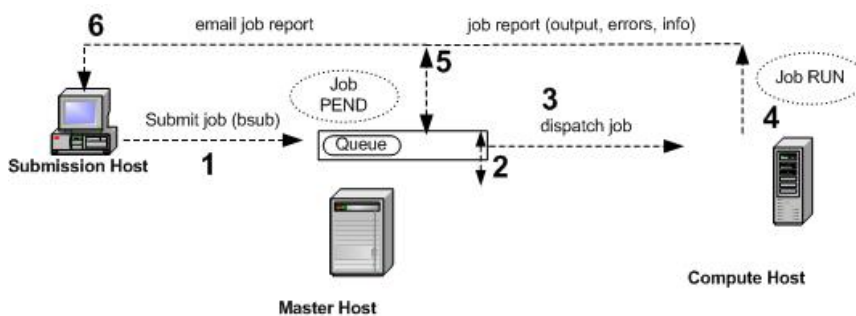 6
email job report
job report (output, errors, info)
5
Job
PEND
3
Job RUN
Submit job (bsub)
Queue
dispatch job
4
Submission Host
1
2
Compute Host
Master Host